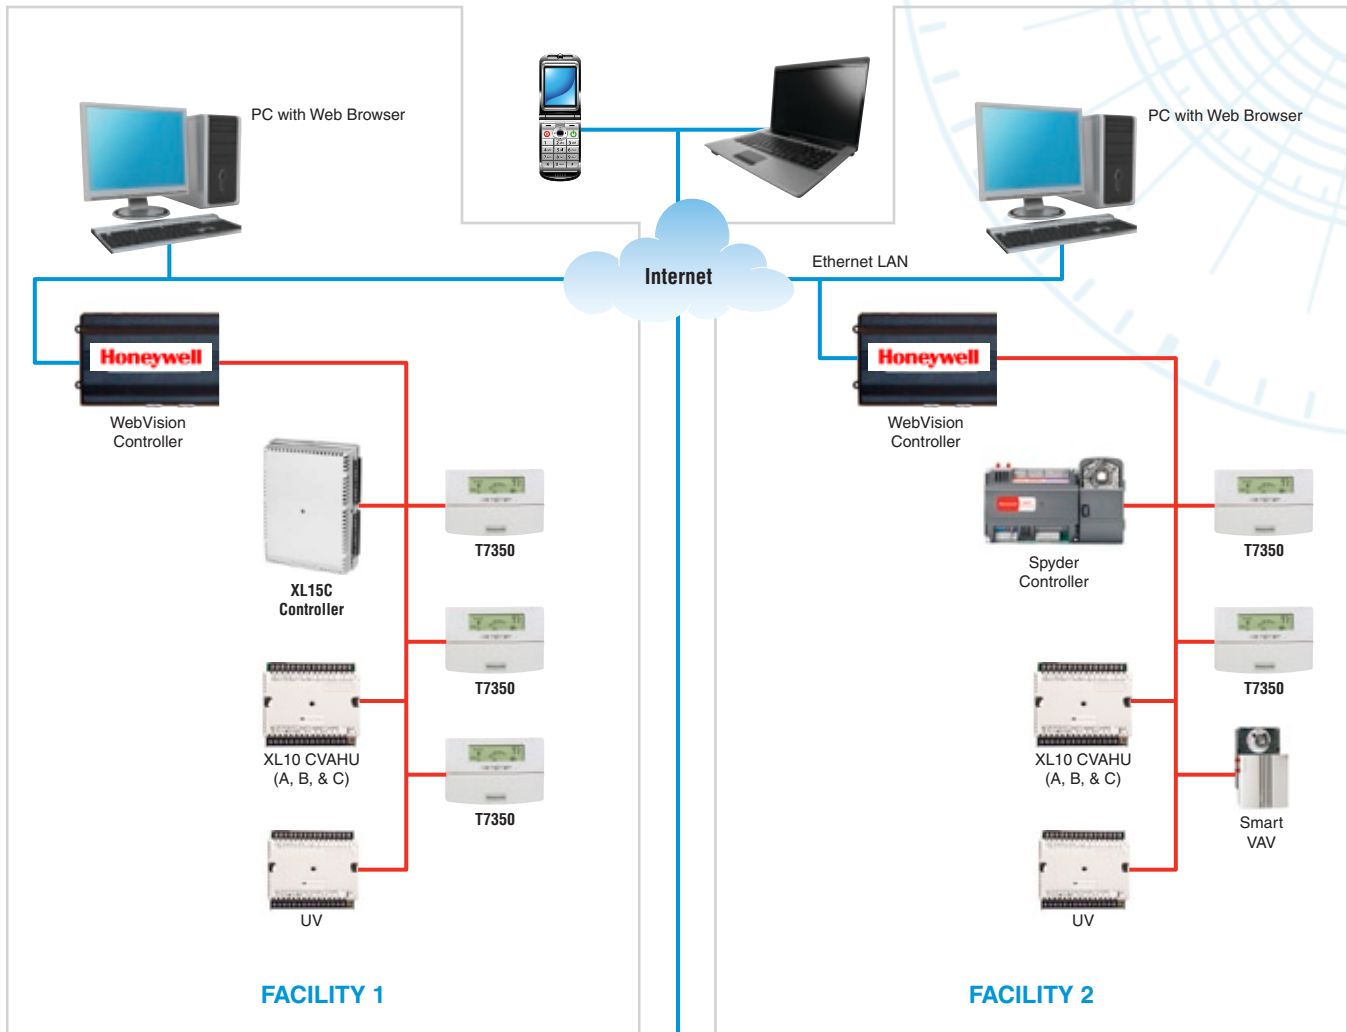 PC with Web Browser
PC with Web Browser
Internet
Ethernet LAN
Honeywell
WebVision
Controller
Honeywell
WebVision
Controller
T7350
XL15C
Controller
T7350
XL10 CVAHU
(A, B, & C)
T7350
UV
FACILITY 1
Spyder
Controller
T7350
T7350
XL10 CVAHU
(A, B, & C)
Smart
VAV
UV
FACILITY 2